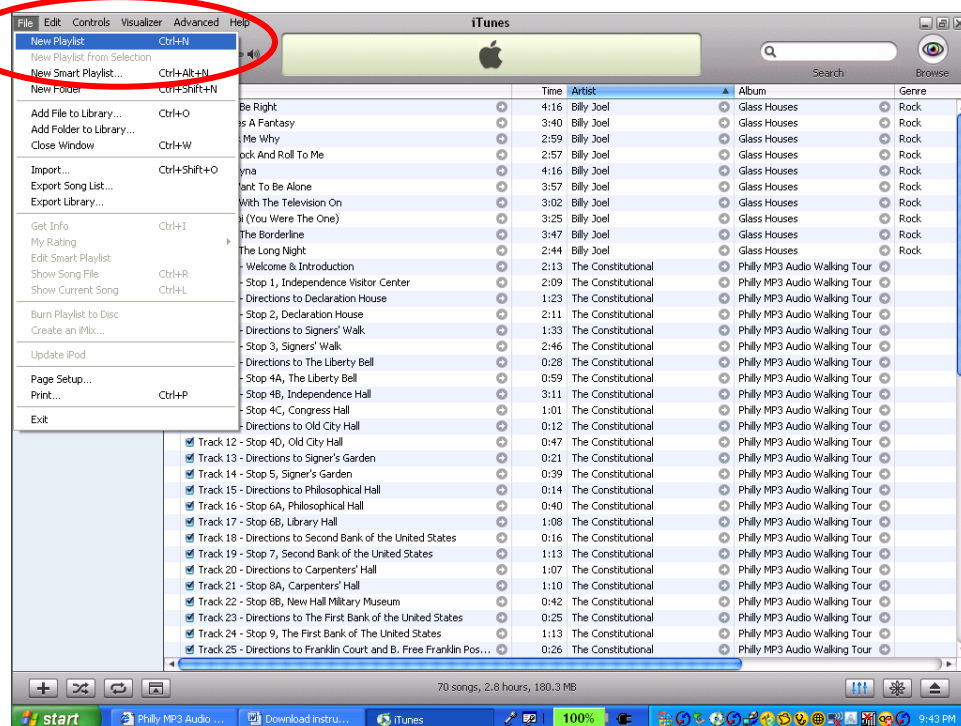 File Edit Controls Visualizer Advanced Help iTunes
New Playlist Ctrl+N
New Playlist from Selection
New Smart Playlist... Ctrl+Alt+N
New Folder Ctrl+Shift+N
Add File to Library... Ctrl+O
Add Folder to Library...
Close Window Ctrl+W
Import... Ctrl+Shift+O
Export Song List...
Export Library...
Get Info Ctrl+I
My Rating
Edit Smart Playlist
Show Song File Ctrl+R
Show Current Song Ctrl+L
Burn Playlist to Disc
Create an iMix...
Update iPod
Page Setup...
Print... Ctrl+P
Exit
Search Browse
Time Artist Album Genre
Be Right 4:16 Billy Joel Glass Houses Rock
s A Fantasy 3:40 Billy Joel Glass Houses Rock
Me Why 2:59 Billy Joel Glass Houses Rock
ock And Roll To Me 2:57 Billy Joel Glass Houses Rock
yna 4:16 Billy Joel Glass Houses Rock
ant To Be Alone 3:57 Billy Joel Glass Houses Rock
With The Television On 3:02 Billy Joel Glass Houses Rock
i (You Were The One) 3:25 Billy Joel Glass Houses Rock
The Borderline 3:47 Billy Joel Glass Houses Rock
The Long Night 2:44 Billy Joel Glass Houses Rock
- Welcome & Introduction 2:13 The Constitutional Philly MP3 Audio Walking Tour
- Stop 1, Independence Visitor Center 2:09 The Constitutional Philly MP3 Audio Walking Tour
- Directions to Declaration House 1:23 The Constitutional Philly MP3 Audio Walking Tour
- Stop 2, Declaration House 2:11 The Constitutional Philly MP3 Audio Walking Tour
- Directions to Signers' Walk 1:33 The Constitutional Philly MP3 Audio Walking Tour
- Stop 3, Signers' Walk 2:46 The Constitutional Philly MP3 Audio Walking Tour
- Directions to The Liberty Bell 0:28 The Constitutional Philly MP3 Audio Walking Tour
- Stop 4A, The Liberty Bell 0:59 The Constitutional Philly MP3 Audio Walking Tour
- Stop 4B, Independence Hall 3:11 The Constitutional Philly MP3 Audio Walking Tour
- Stop 4C, Congress Hall 1:01 The Constitutional Philly MP3 Audio Walking Tour
- Directions to Old City Hall 0:12 The Constitutional Philly MP3 Audio Walking Tour
Track 12 - Stop 4D, Old City Hall 0:47 The Constitutional Philly MP3 Audio Walking Tour
Track 13 - Directions to Signer's Garden 0:21 The Constitutional Philly MP3 Audio Walking Tour
Track 14 - Stop 5, Signer's Garden 0:39 The Constitutional Philly MP3 Audio Walking Tour
Track 15 - Directions to Philosophical Hall 0:14 The Constitutional Philly MP3 Audio Walking Tour
Track 16 - Stop 6A, Philosophical Hall 0:40 The Constitutional Philly MP3 Audio Walking Tour
Track 17 - Stop 6B, Library Hall 1:08 The Constitutional Philly MP3 Audio Walking Tour
Track 18 - Directions to Second Bank of the United States 0:16 The Constitutional Philly MP3 Audio Walking Tour
Track 19 - Stop 7, Second Bank of the United States 1:13 The Constitutional Philly MP3 Audio Walking Tour
Track 20 - Directions to Carpenters' Hall 1:07 The Constitutional Philly MP3 Audio Walking Tour
Track 21 - Stop 8A, Carpenters' Hall 1:10 The Constitutional Philly MP3 Audio Walking Tour
Track 22 - Stop 8B, New Hall Military Museum 0:42 The Constitutional Philly MP3 Audio Walking Tour
Track 23 - Directions to The First Bank of the United States 0:25 The Constitutional Philly MP3 Audio Walking Tour
Track 24 - Stop 9, The First Bank of The United States 1:13 The Constitutional Philly MP3 Audio Walking Tour
Track 25 - Directions to Franklin Court and B. Free Franklin Pos... 0:26 The Constitutional Philly MP3 Audio Walking Tour
70 songs, 2.8 hours, 180.3 MB
start Philly MP3 Audio ... Download instru... iTunes 100% 9:43 PM